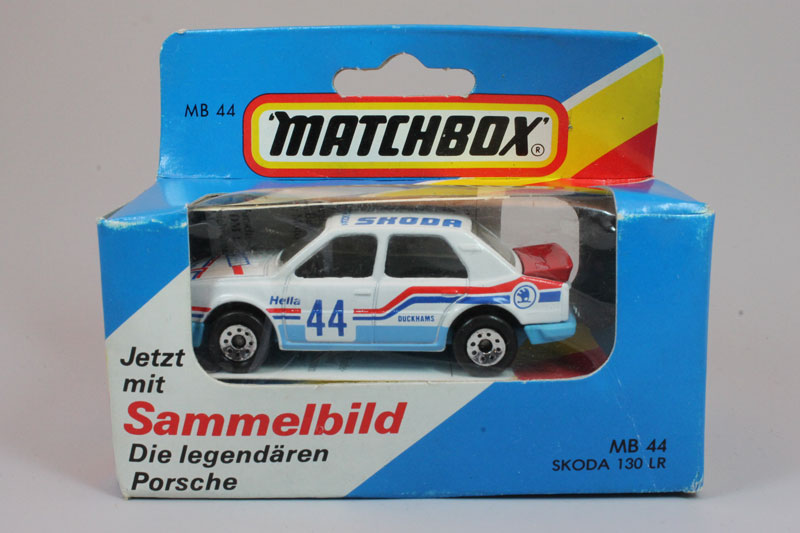 MB 44
"MATCHBOX"®
SKODA
Hella
44
DUCKHAMS
Jetzt
mit
Sammelbild
Die legendären
Porsche
MB 44
SKODA 130 LR